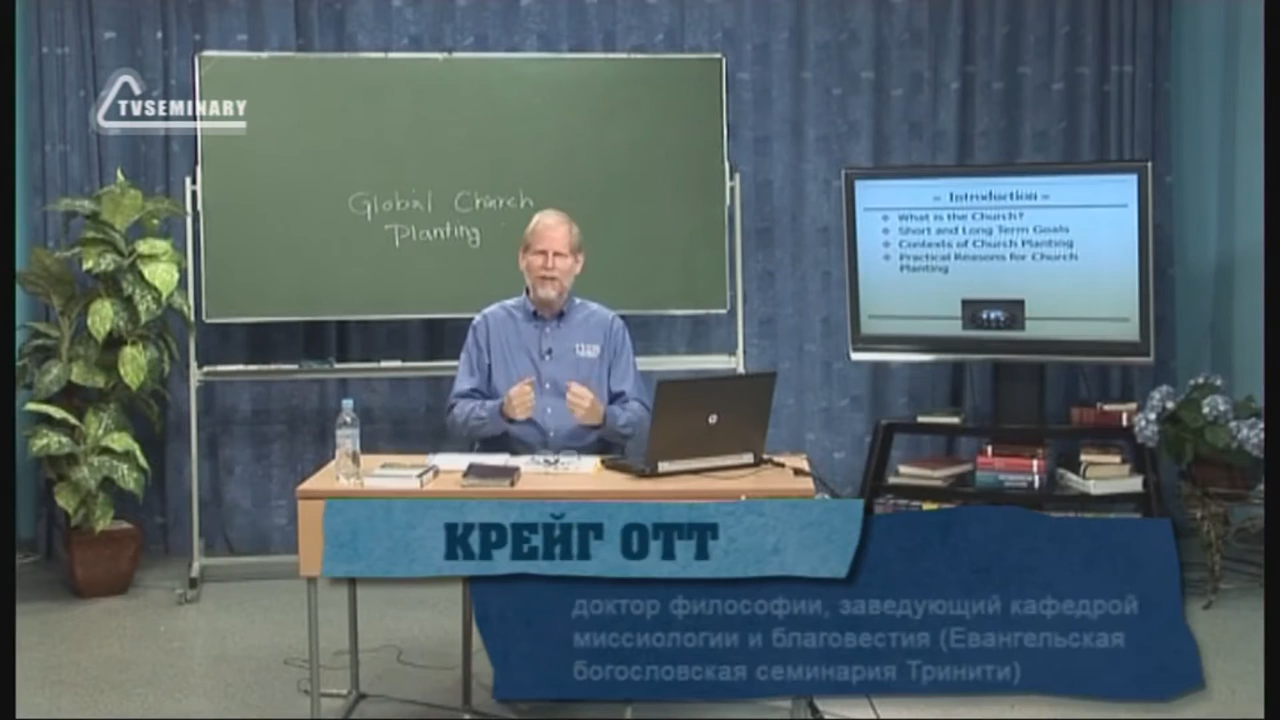 TVSEMINARY
Global Church
Planting
Introduction
What is the Church?
Short and Long Term Goals
Contexts of Church Planting
Practical Reasons for Church
Planting
КРЕЙГ ОТТ
доктор философии, заведующий кафедрой
миссиологии и благовестия (Евангельская
богословская семинария Тринити)